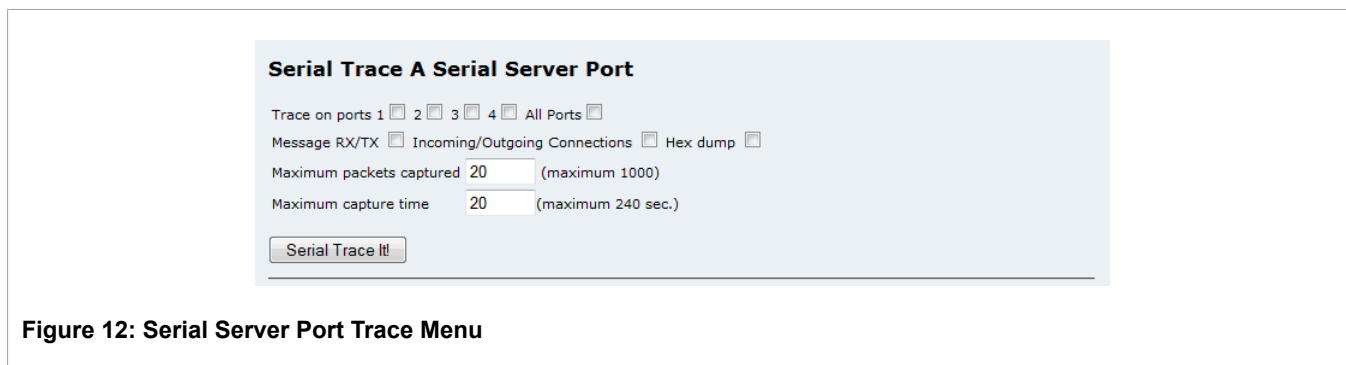 Serial Trace A Serial Server Port
Trace on ports 1 2 3 4 All Ports
Message RX/TX Incoming/Outgoing Connections Hex dump
Maximum packets captured 20 (maximum 1000)
Maximum capture time 20 (maximum 240 sec.)
Serial Trace It!
Figure 12: Serial Server Port Trace Menu